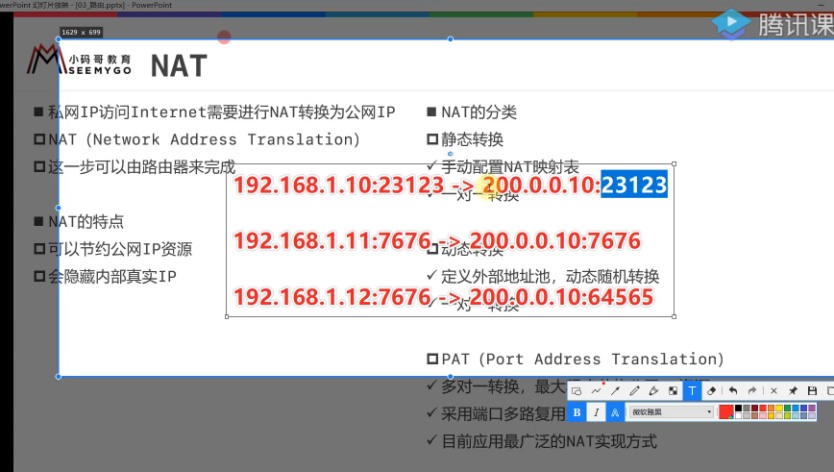 werPoint 幻灯片放映 - [03_路由.pptx] - PowerPoint
1629 x 699
腾讯课
小码哥教育
SEEMYGO
NAT
私网IP访问Internet需要进行NAT转换为公网IP
NAT（Network Address Translation）
这一步可以由路由器来完成
NAT的特点
可以节约公网IP资源
会隐藏内部真实IP
NAT的分类
静态转换
手动配置NAT映射表
一对一转换
动态转换
定义外部地址池，动态随机转换
一对一转换
PAT（Port Address Translation）
多对一转换，最大
采用端口多路复用
目前应用最广泛的NAT实现方式
192.168.1.10:23123 -> 200.0.0.10:23123
192.168.1.11:7676 -> 200.0.0.10:7676
192.168.1.12:7676 -> 200.0.0.10:64565
T
B I A 微软雅黑